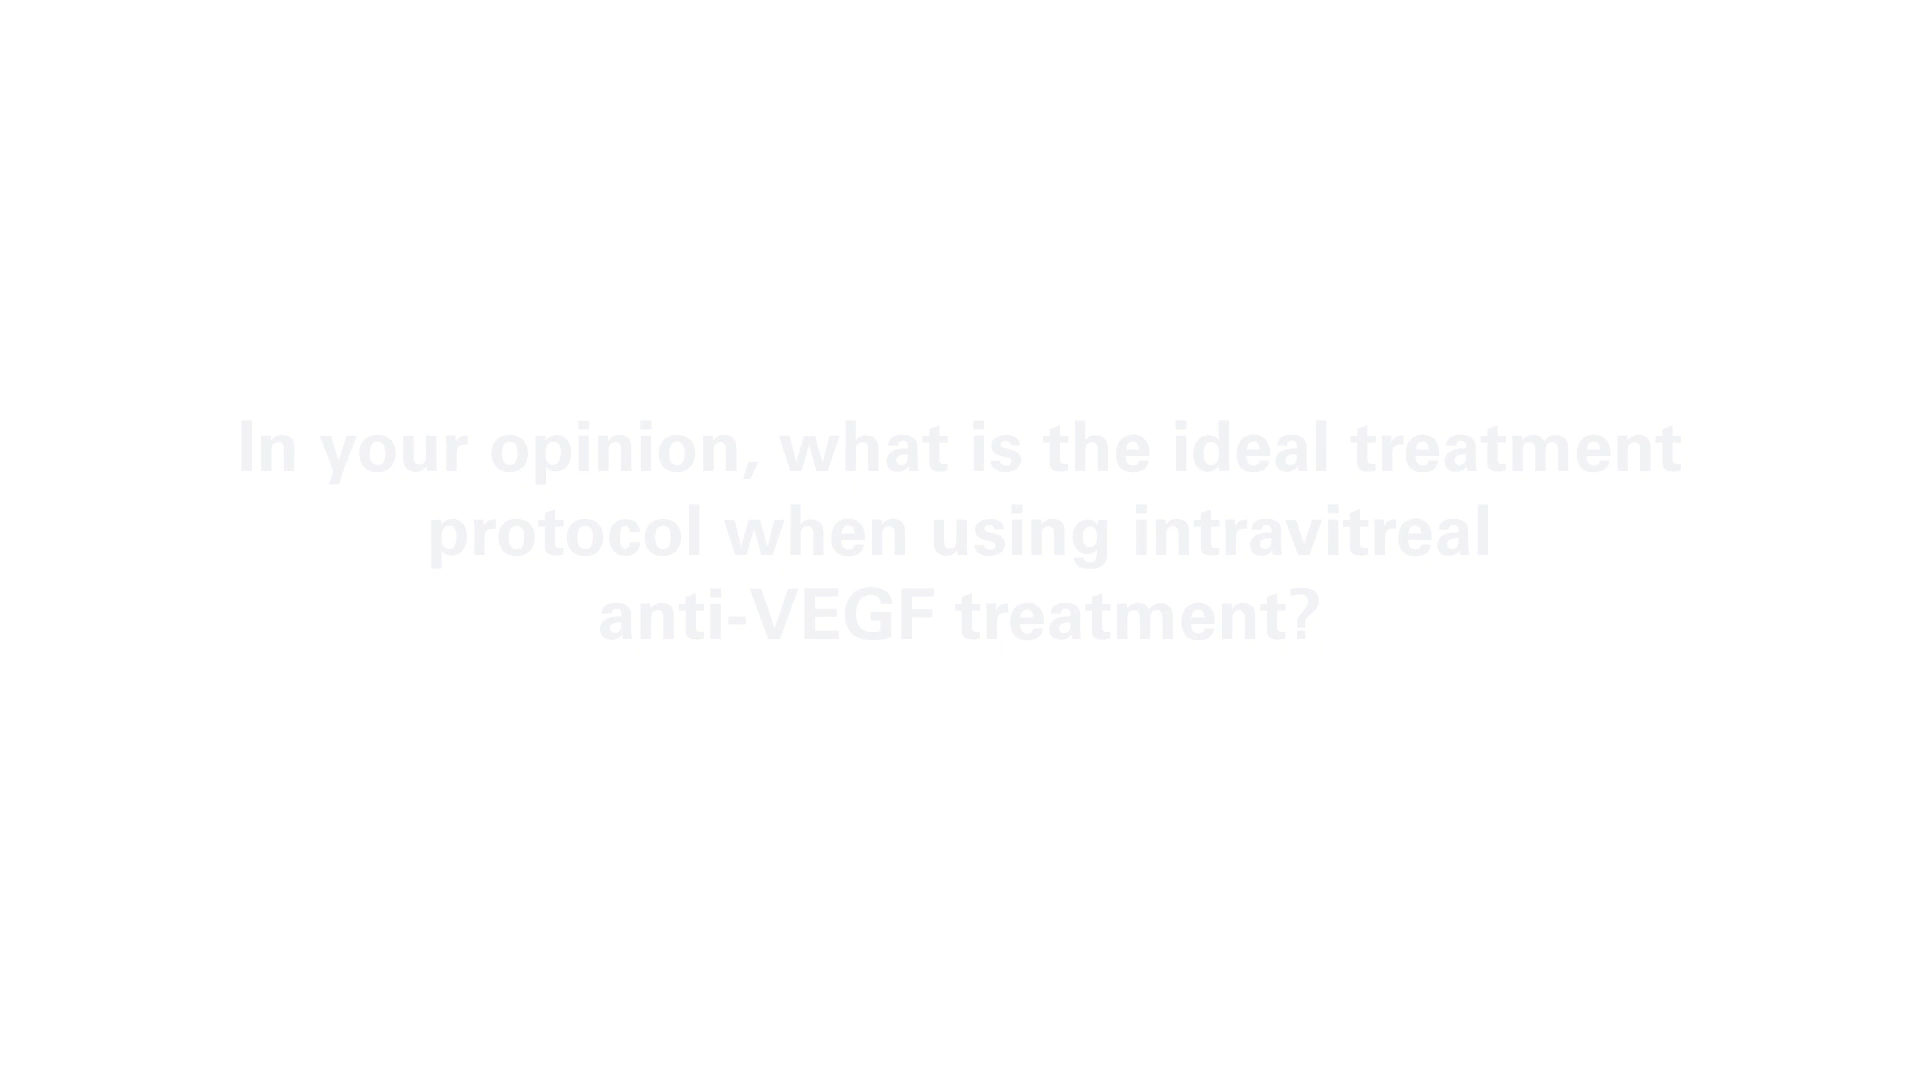 In your opinion, what is the ideal treatment
protocol when using intravitreal
anti-VEGF treatment?